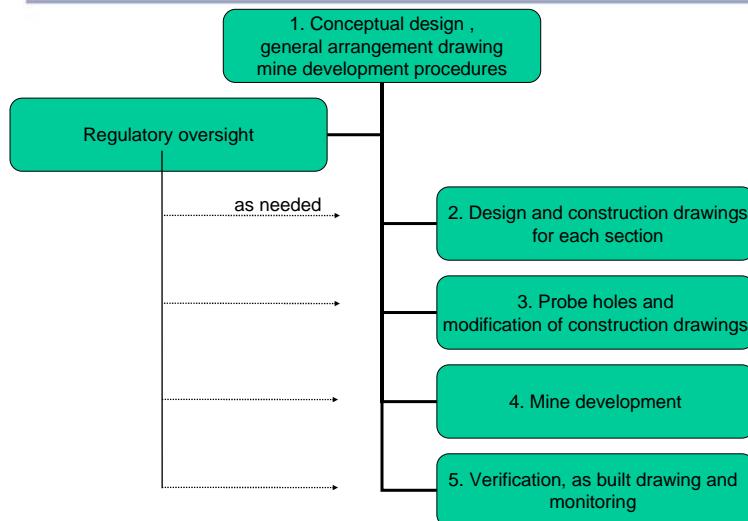 1. Conceptual design ,
general arrangement drawing
mine development procedures
Regulatory oversight
as needed
2. Design and construction drawings
for each section
3. Probe holes and
modification of construction drawings
4. Mine development
5. Verification, as built drawing and
monitoring